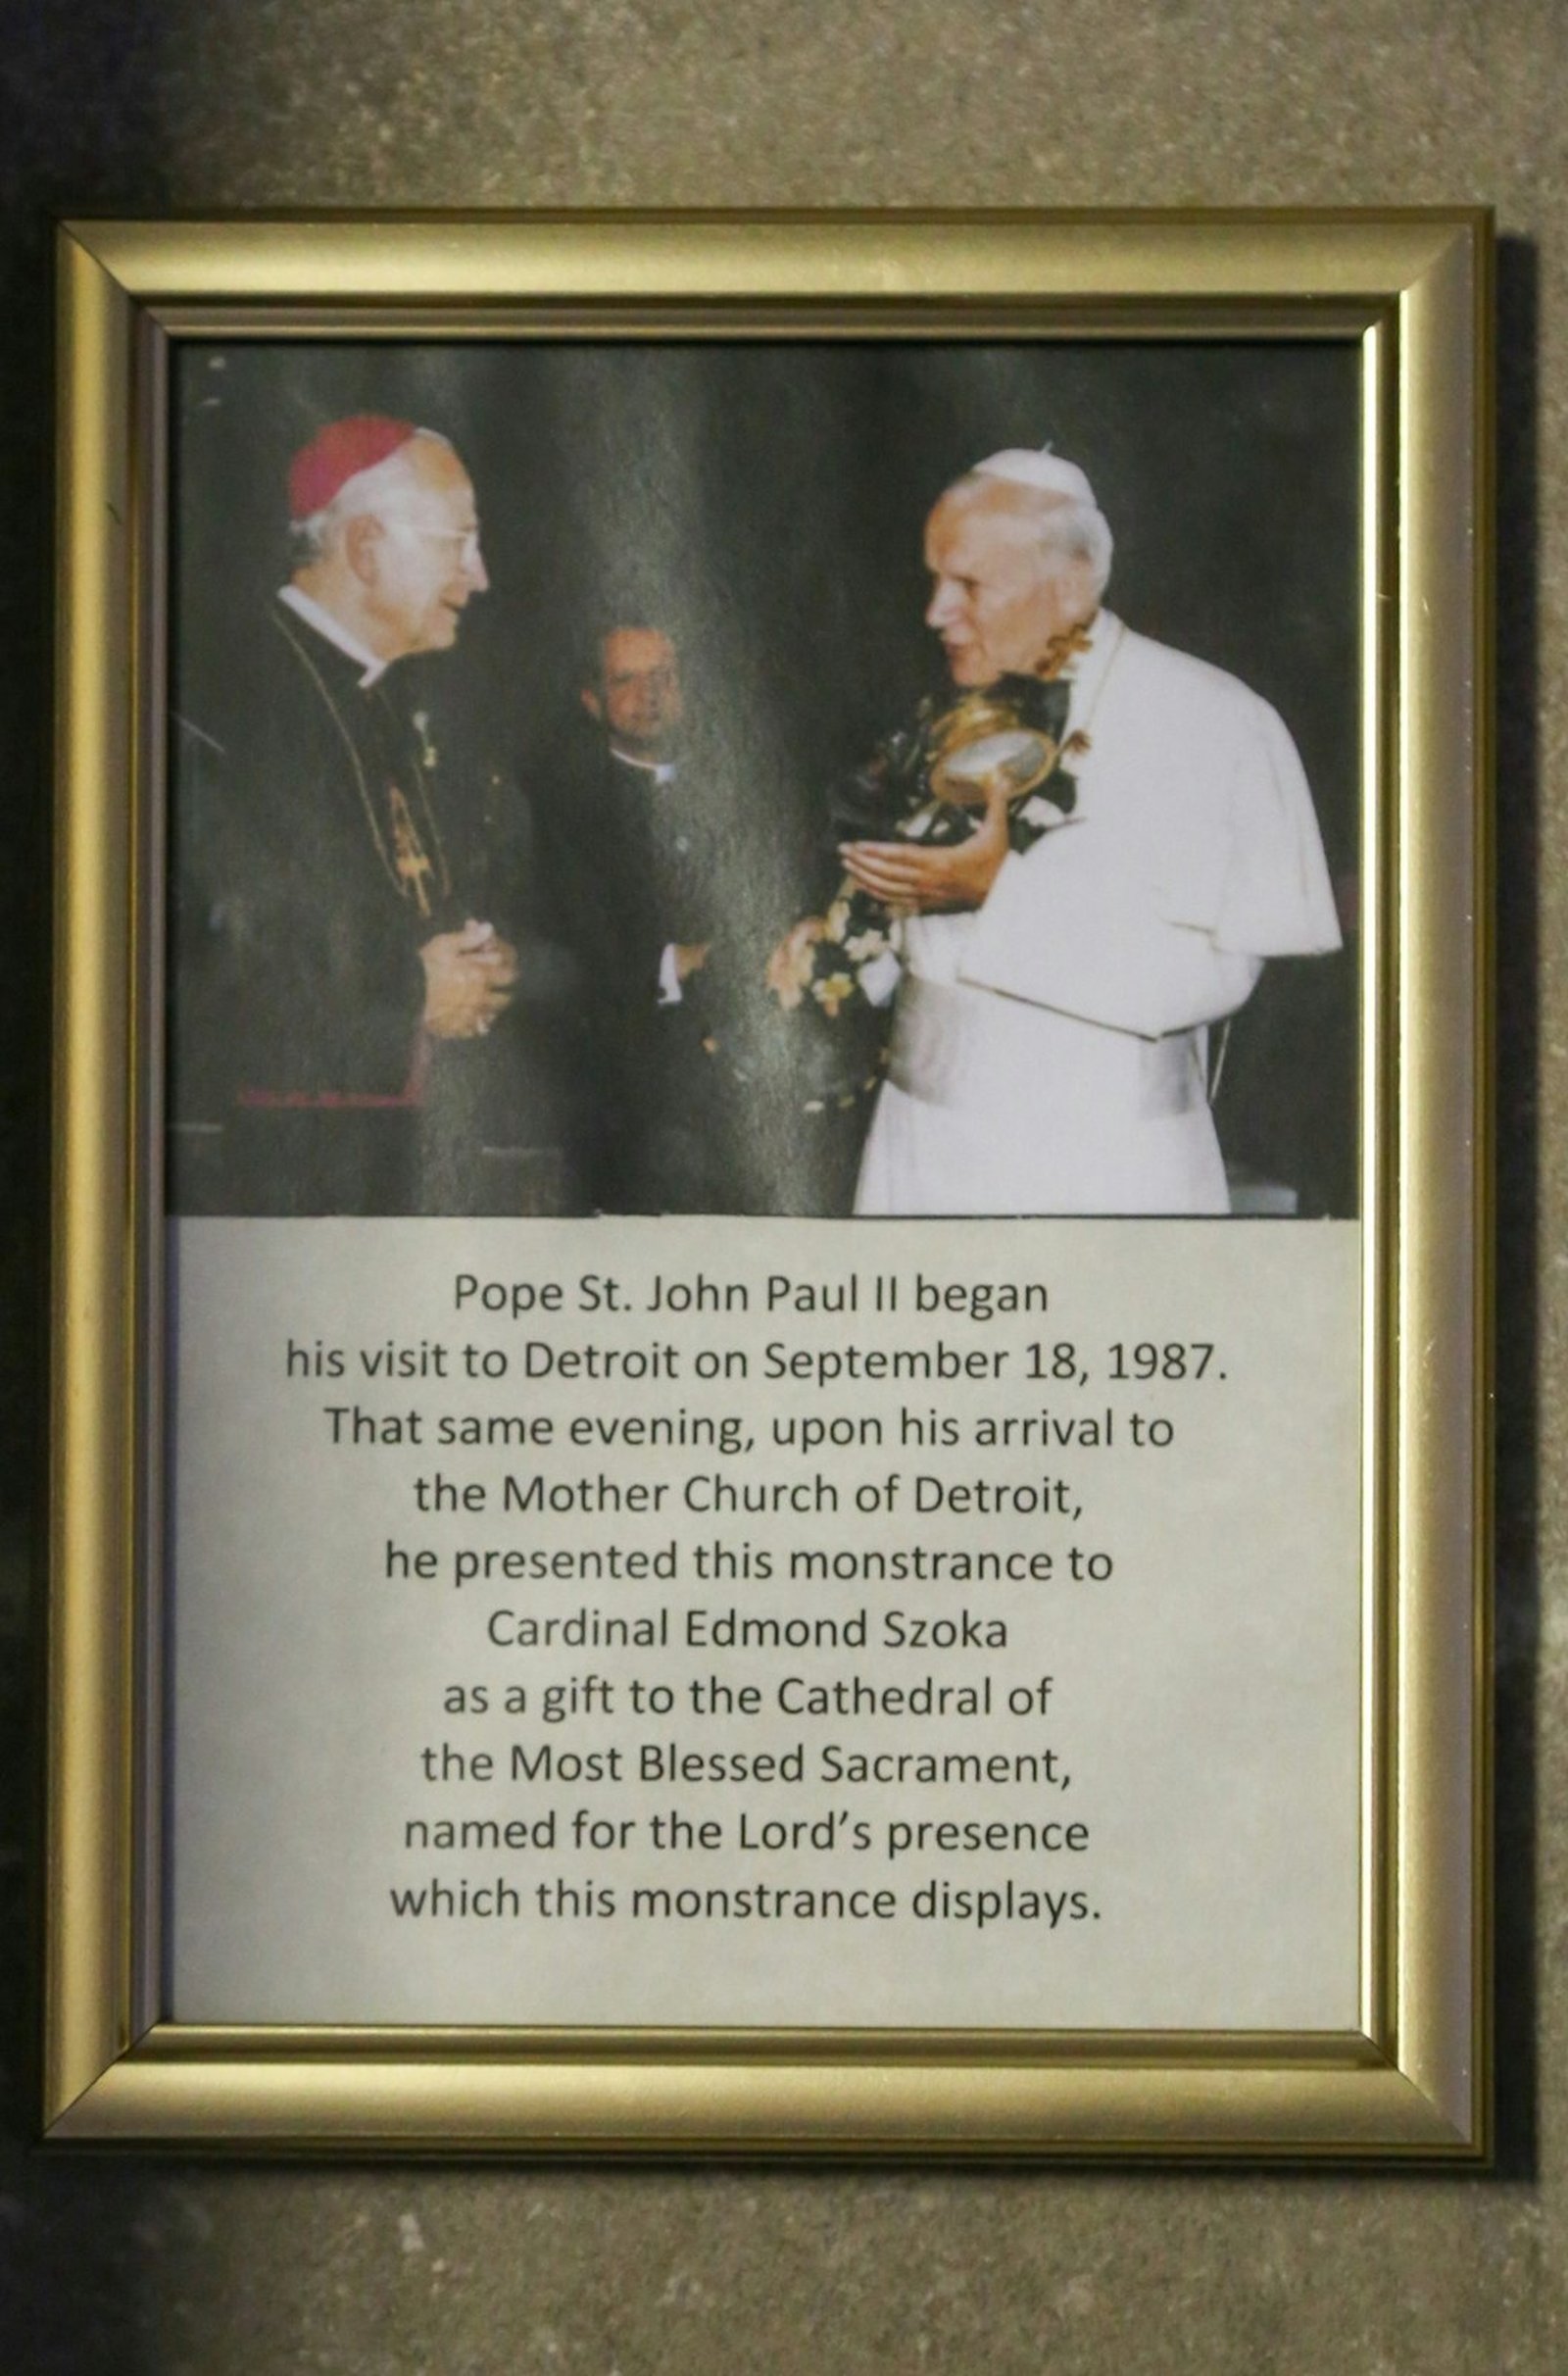 Pope St. John Paul II began
his visit to Detroit on September 18, 1987.
That same evening, upon his arrival to
the Mother Church of Detroit,
he presented this monstrance to
Cardinal Edmond Szoka
as a gift to the Cathedral of
the Most Blessed Sacrament,
named for the Lord’s presence
which this monstrance displays.